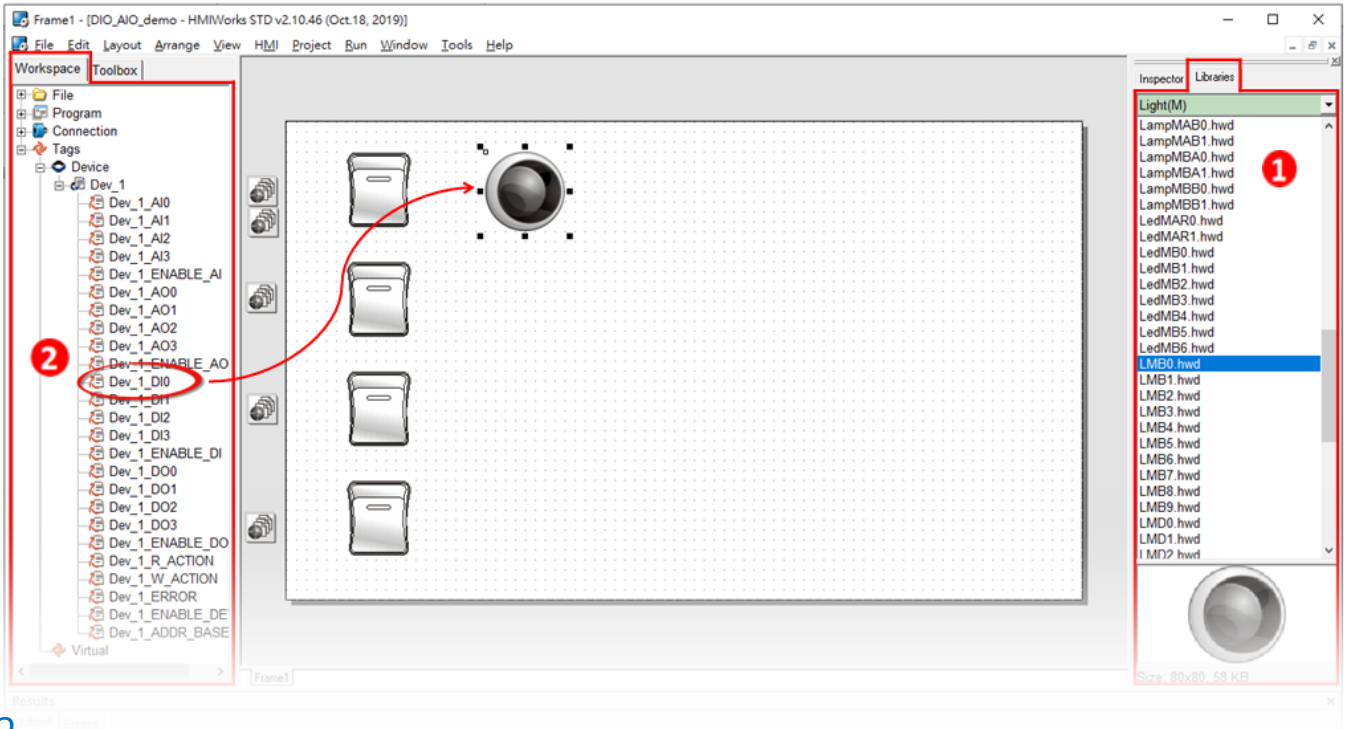 Frame1 - [DIO_AIO_demo - HMIWorks STD v2.10.46 (Oct.18, 2019)]
File Edit Layout Arrange View HMI Project Run Window Tools Help
Workspace Toolbox
File
Program
Connection
Tags
Device
Dev_1
Dev_1_AI0
Dev_1_AI1
Dev_1_AI2
Dev_1_AI3
Dev_1_ENABLE_AI
Dev_1_AO0
Dev_1_AO1
Dev_1_AO2
Dev_1_AO3
Dev_1_ENABLE_AO
Dev_1_DI0
Dev_1_DI1
Dev_1_DI2
Dev_1_DI3
Dev_1_ENABLE_DI
Dev_1_DO0
Dev_1_DO1
Dev_1_DO2
Dev_1_DO3
Dev_1_ENABLE_DO
Dev_1_R_ACTION
Dev_1_W_ACTION
Dev_1_ERROR
Dev_1_ENABLE_DE
Dev_1_ADDR_BASE
Virtual
2
Frame1
Inspector Libraries
Light(M)
LampMAB0.hwd
LampMAB1.hwd
LampMBA0.hwd
LampMBA1.hwd
LampMBB0.hwd
LampMBB1.hwd
LedMAR0.hwd
LedMAR1.hwd
LedMB0.hwd
LedMB1.hwd
LedMB2.hwd
LedMB3.hwd
LedMB4.hwd
LedMB5.hwd
LedMB6.hwd
LMB0.hwd
LMB1.hwd
LMB2.hwd
LMB3.hwd
LMB4.hwd
LMB5.hwd
LMB6.hwd
LMB7.hwd
LMB8.hwd
LMB9.hwd
LMD0.hwd
LMD1.hwd
LMD2.hwd
1
Size: 80x80, 58 KB
Results